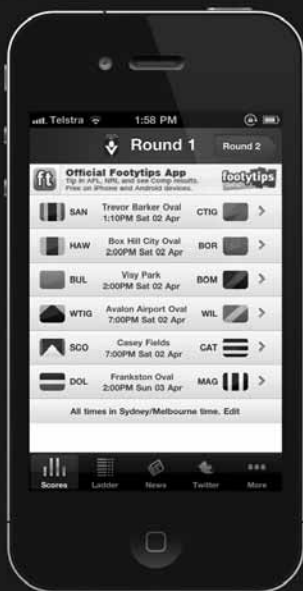 Telstra 1:58 PM
Round 1 Round 2
ft Official Footytips App footytips
Tip in AFL, NRL and see Comp results.
Free on iPhone and Android devices.
SAN Trevor Barker Oval CTIG
1:10PM Sat 02 Apr
HAW Box Hill City Oval BOR
2:00PM Sat 02 Apr
BUL Visy Park BOM
2:00PM Sat 02 Apr
WTIG Avalon Airport Oval WIL
7:00PM Sat 02 Apr
SCO Casey Fields CAT
7:00PM Sat 02 Apr
DOL Frankston Oval MAG
2:00PM Sun 03 Apr
All times in Sydney/Melbourne time. Edit
Scores Ladder News Twitter More